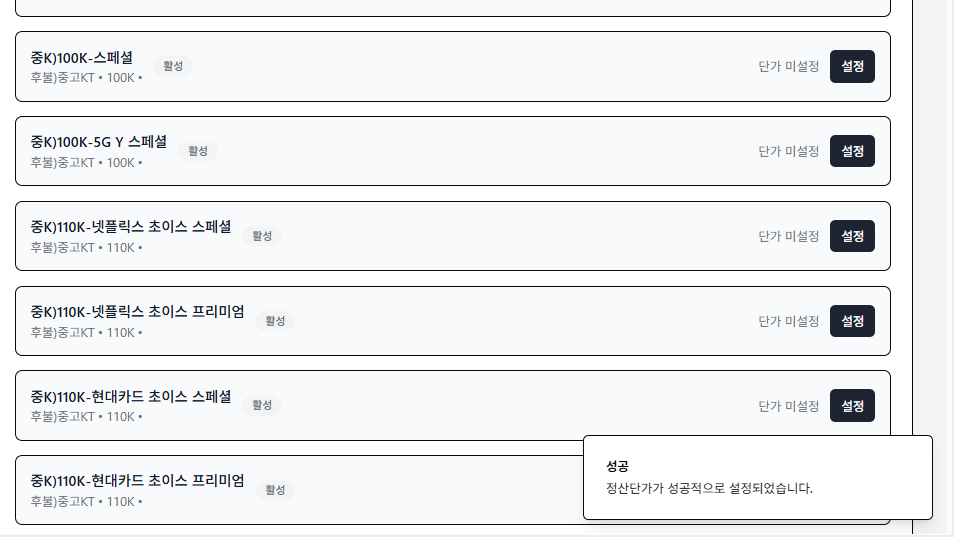 중K)100K-스페셜
후불)중고KT • 100K •
활성
단가 미설정
설정
중K)100K-5G Y 스페셜
후불)중고KT • 100K •
활성
단가 미설정
설정
중K)110K-넷플릭스 초이스 스페셜
후불)중고KT • 110K •
활성
단가 미설정
설정
중K)110K-넷플릭스 초이스 프리미엄
후불)중고KT • 110K •
활성
단가 미설정
설정
중K)110K-현대카드 초이스 스페셜
후불)중고KT • 110K •
활성
단가 미설정
설정
중K)110K-현대카드 초이스 프리미엄
후불)중고KT • 110K •
활성
성공
정산단가가 성공적으로 설정되었습니다.